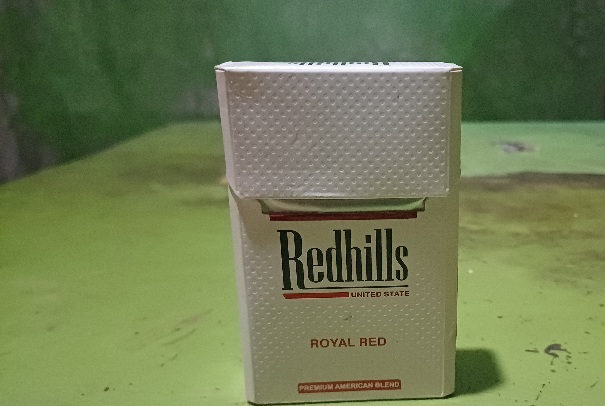 Redhills
UNITED STATE
ROYAL RED
PREMIUM AMERICAN BLEND